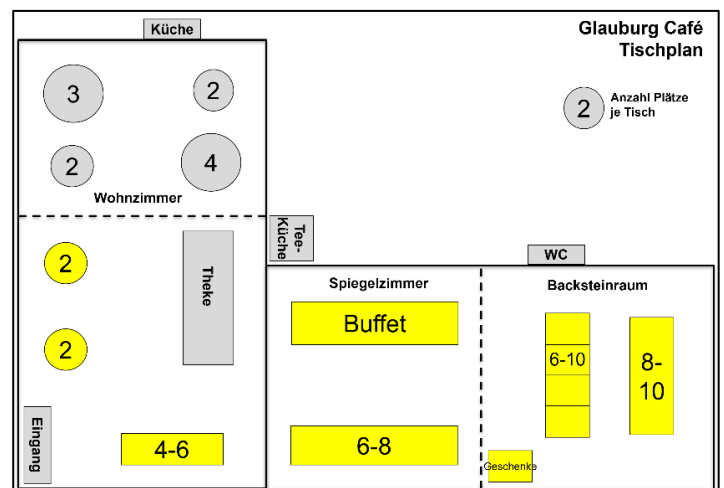 Küche
Glauburg Café
Tischplan
3
2
2
Anzahl Plätze
je Tisch
2
4
Wohnzimmer
Tee-
Küche
2
Theke
WC
Spiegelzimmer
Backsteinraum
Buffet
2
6-10
8-
10
Eingang
4-6
6-8
Geschenke